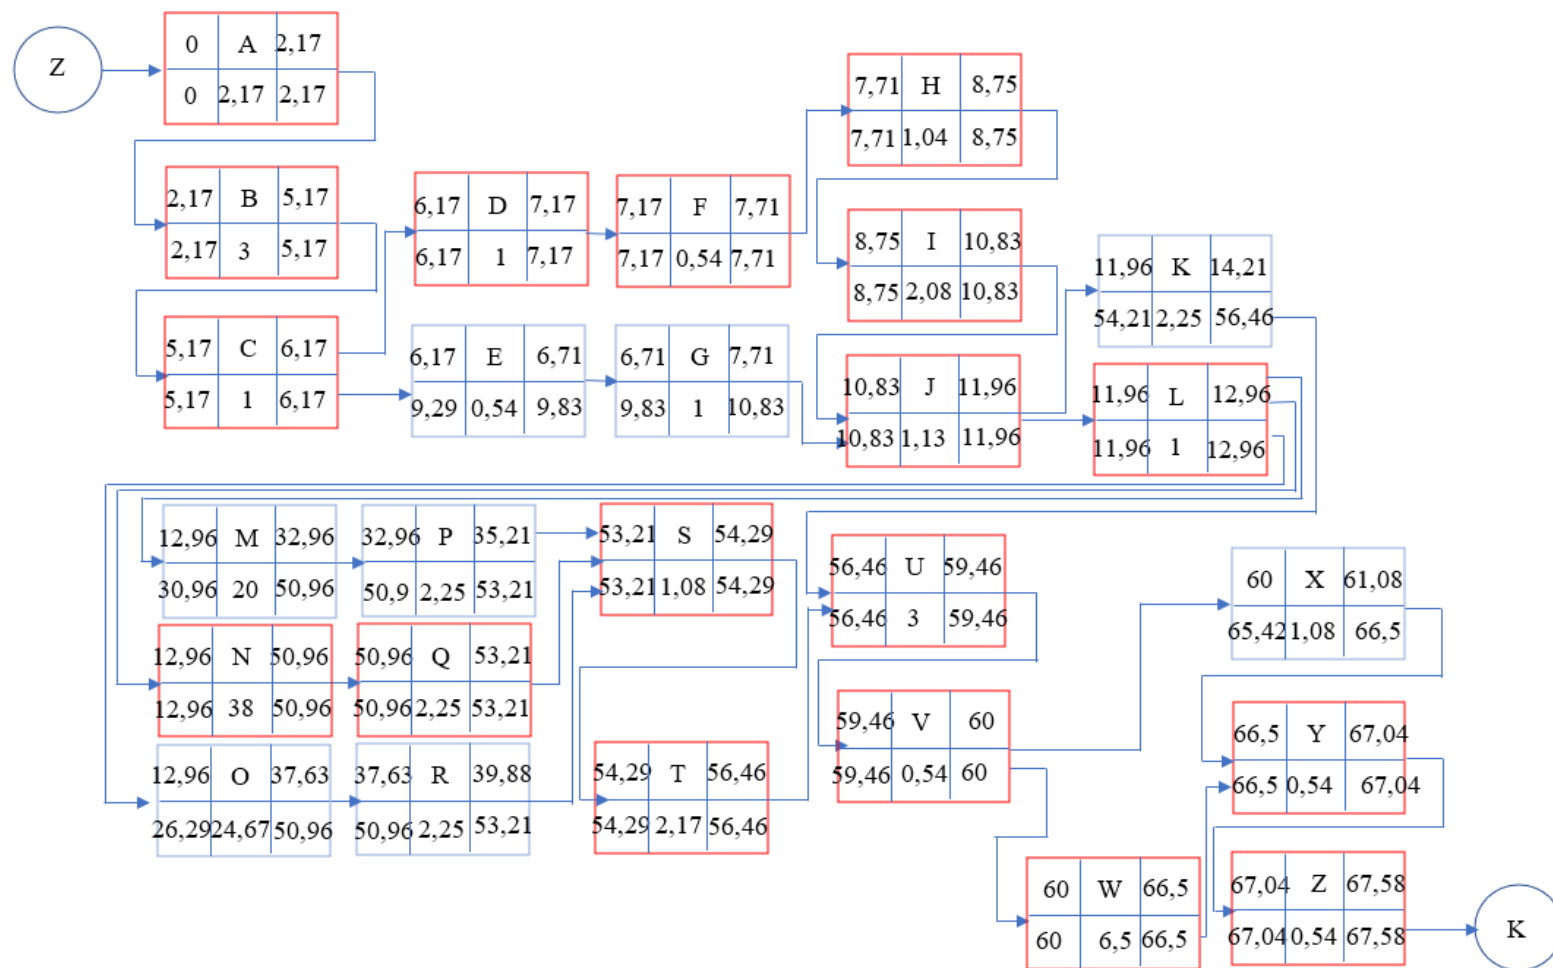 Z
0 A 2,17
0 2,17 2,17
2,17 B 5,17
2,17 3 5,17
5,17 C 6,17
5,17 1 6,17
6,17 D 7,17
6,17 1 7,17
6,17 E 6,71
9,29 0,54 9,83
7,17 F 7,71
7,17 0,54 7,71
6,71 G 7,71
9,83 1 10,83
7,71 H 8,75
7,71 1,04 8,75
8,75 I 10,83
8,75 2,08 10,83
10,83 J 11,96
10,83 1,13 11,96
11,96 K 14,21
54,21 2,25 56,46
11,96 L 12,96
11,96 1 12,96
12,96 M 32,96
30,96 20 50,96
12,96 N 50,96
12,96 38 50,96
12,96 O 37,63
26,29 24,67 50,96
32,96 P 35,21
50,9 2,25 53,21
50,96 Q 53,21
50,96 2,25 53,21
37,63 R 39,88
50,96 2,25 53,21
53,21 S 54,29
53,21 1,08 54,29
54,29 T 56,46
54,29 2,17 56,46
56,46 U 59,46
56,46 3 59,46
59,46 V 60
59,46 0,54 60
60 W 66,5
60 6,5 66,5
60 X 61,08
65,42 1,08 66,5
66,5 Y 67,04
66,5 0,54 67,04
67,04 Z 67,58
67,04 0,54 67,58
K